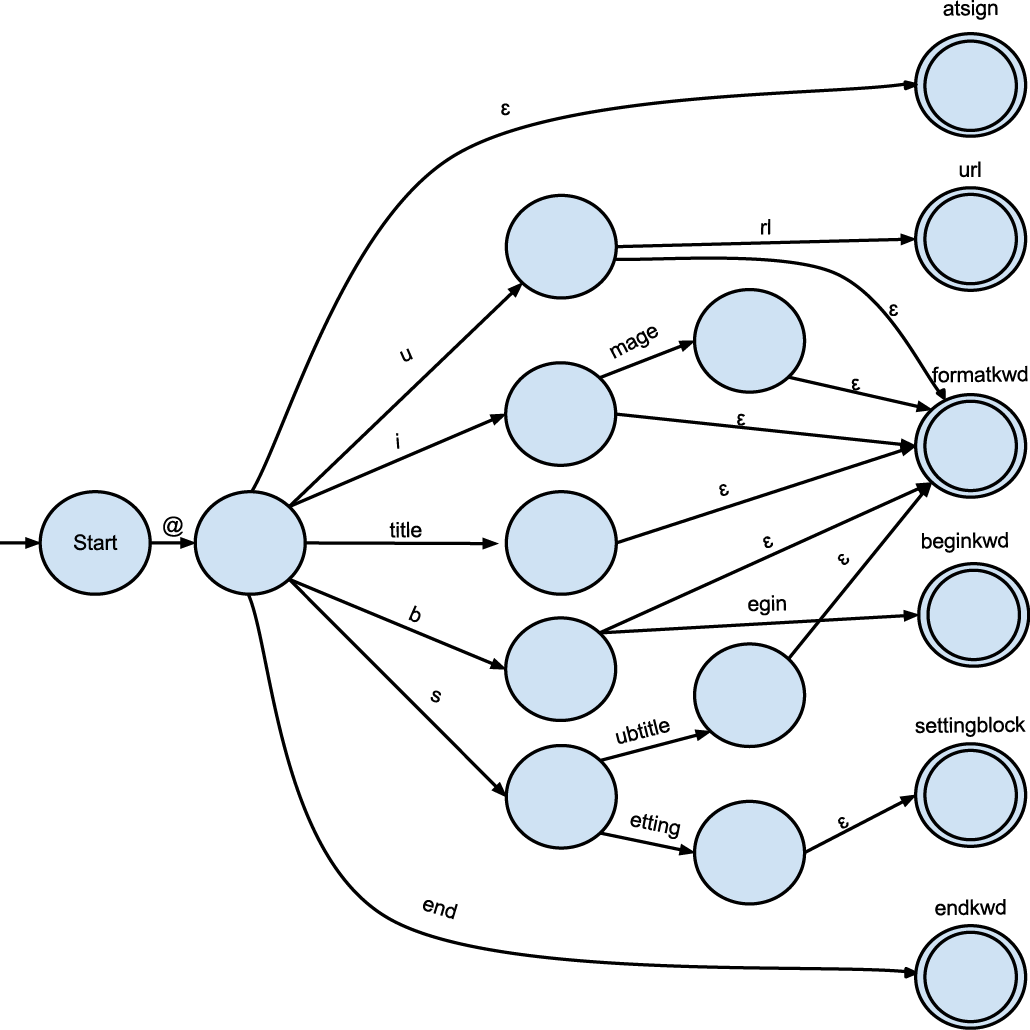 atsign
ε
url
rl
ε
u
mage
formatkwd
ε
i
ε
ε
Start
@
title
ε
beginkwd
ε
b
egin
s
ubtitle
settingblock
etting
ε
end
endkwd